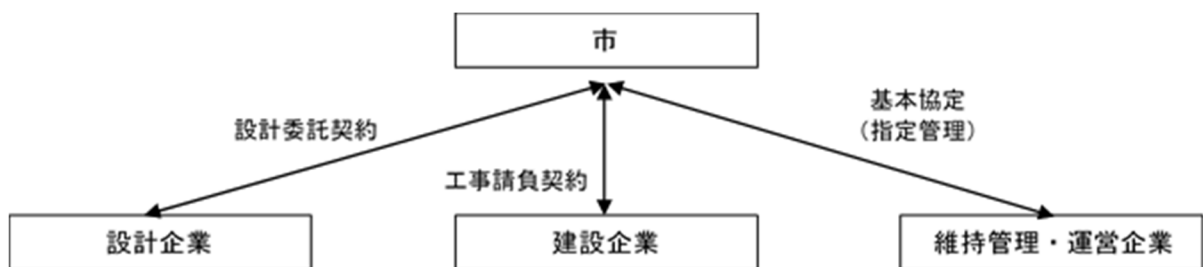 市
設計委託契約
工事請負契約
基本協定
（指定管理）
設計企業
建設企業
維持管理・運営企業